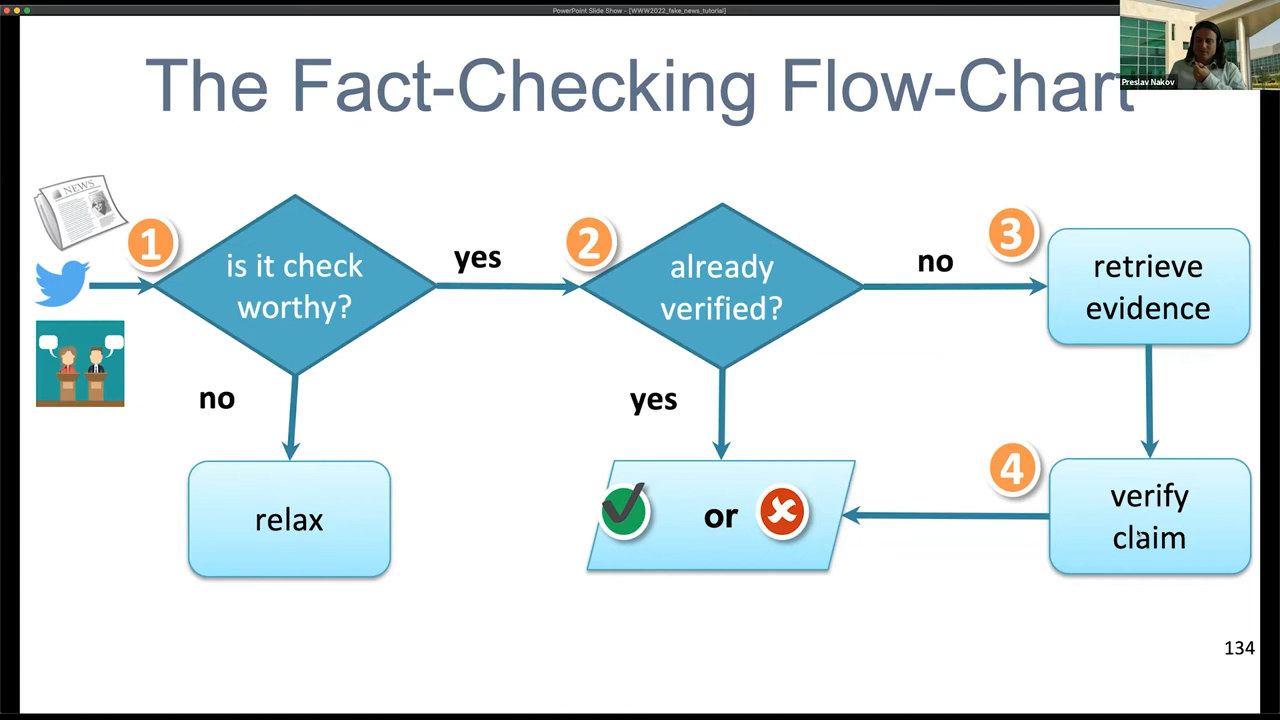 PowerPoint Slide Show - [WWW2022_fake_news_tutorial]
Preslav Nakov
The Fact-Checking Flow-Chart
NEWS
1
is it check
worthy?
yes
2
already
verified?
no
3
retrieve
evidence
no
yes
relax
or
4
verify
claim
134